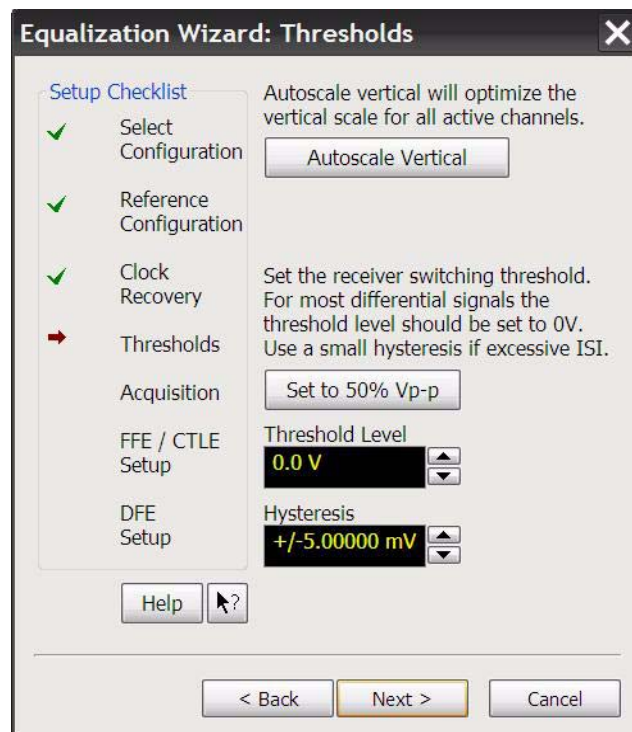 Equalization Wizard: Thresholds
Setup Checklist
Select
Configuration
Reference
Configuration
Clock
Recovery
Thresholds
Acquisition
FFE / CTLE
Setup
DFE
Setup
Help
?
Autoscale vertical will optimize the
vertical scale for all active channels.
Autoscale Vertical
Set the receiver switching threshold.
For most differential signals the
threshold level should be set to 0V.
Use a small hysteresis if excessive ISI.
Set to 50% Vp-p
Threshold Level
0.0 V
Hysteresis
+/-5.00000 mV
< Back
Next >
Cancel